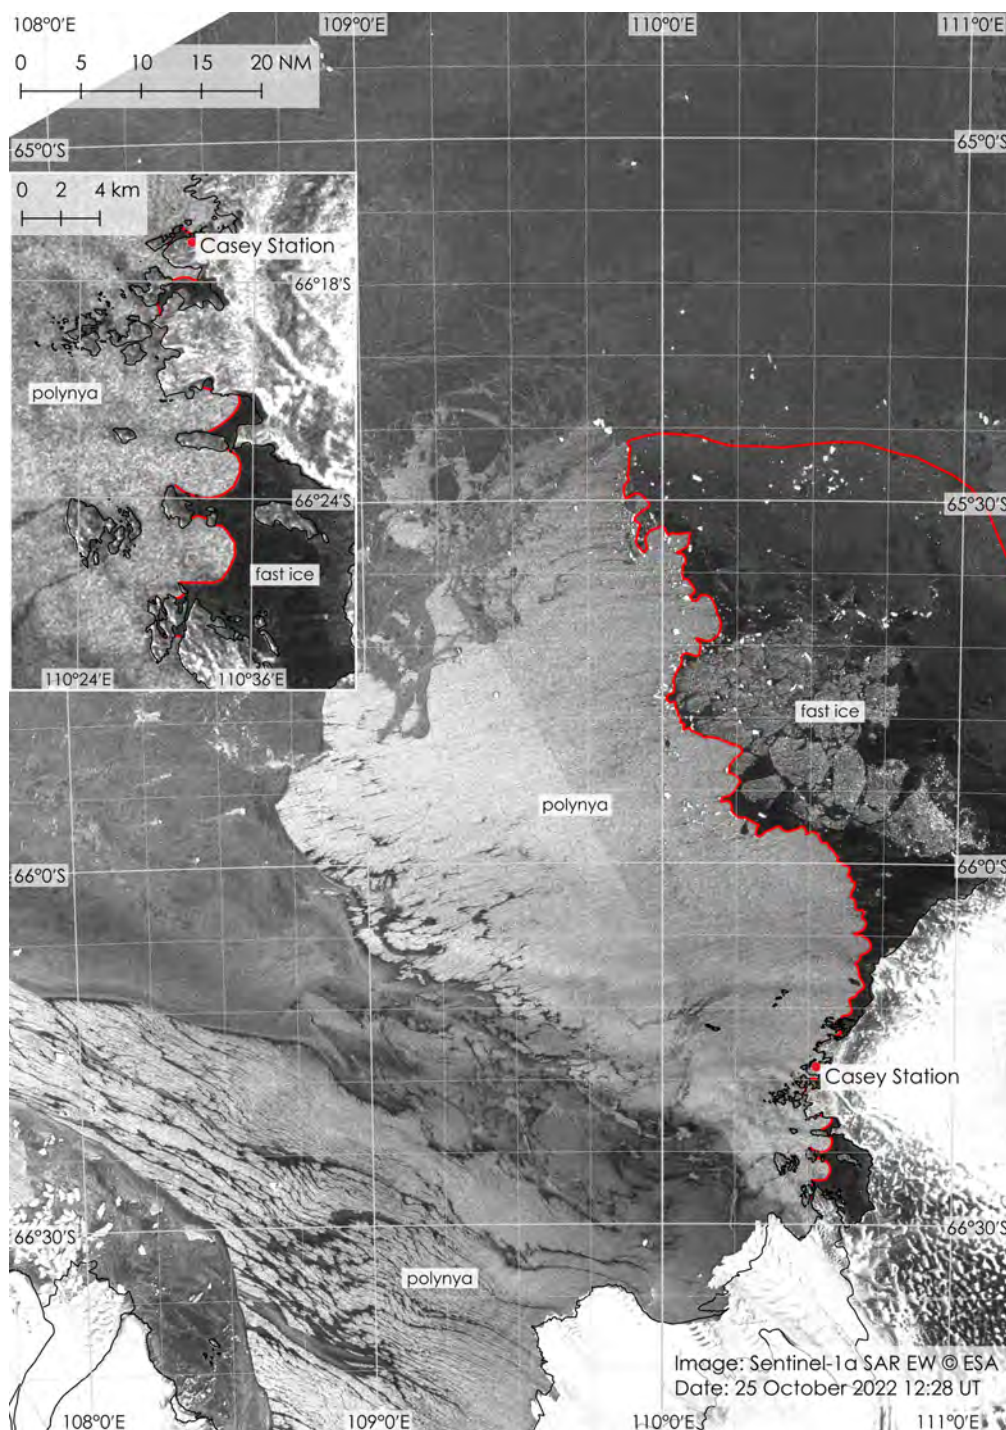 108°0'E 109°0'E 110°0'E 111°0'E
0 5 10 15 20 NM
65°0'S 65°0'S
0 2 4 km
Casey Station
66°18'S
polynya
66°24'S
fast ice
110°24'E 110°36'E
65°30'S
fast ice
polynya
66°0'S 66°0'S
Casey Station
66°30'S 66°30'S
polynya
Image: Sentinel-1a SAR EW © ESA
Date: 25 October 2022 12:28 UT
108°0'E 109°0'E 110°0'E 111°0'E